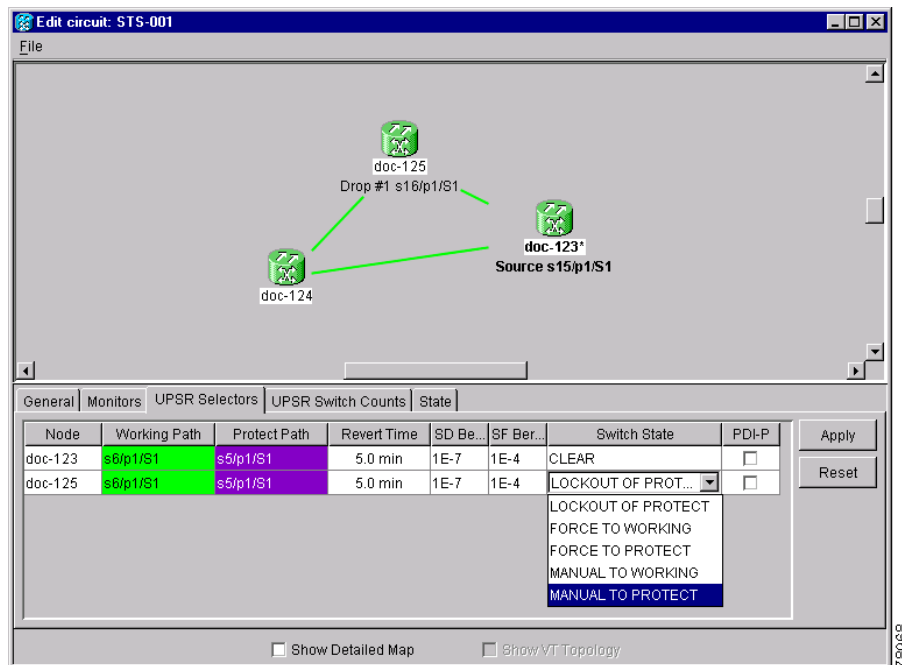 Edit circuit: STS-001
File
doc-125
Drop #1 s16/p1/S1
doc-123*
Source s15/p1/S1
doc-124
General Monitors UPSR Selectors UPSR Switch Counts State
Node Working Path Protect Path Revert Time SD Be... SF Ber... Switch State PDI-P Apply
doc-123 s6/p1/S1 s5/p1/S1 5.0 min 1E-7 1E-4 CLEAR
Reset
doc-125 s6/p1/S1 s5/p1/S1 5.0 min 1E-7 1E-4 LOCKOUT OF PROT...
LOCKOUT OF PROTECT
FORCE TO WORKING
FORCE TO PROTECT
MANUAL TO WORKING
MANUAL TO PROTECT
Show Detailed Map Show VT Topology
78068